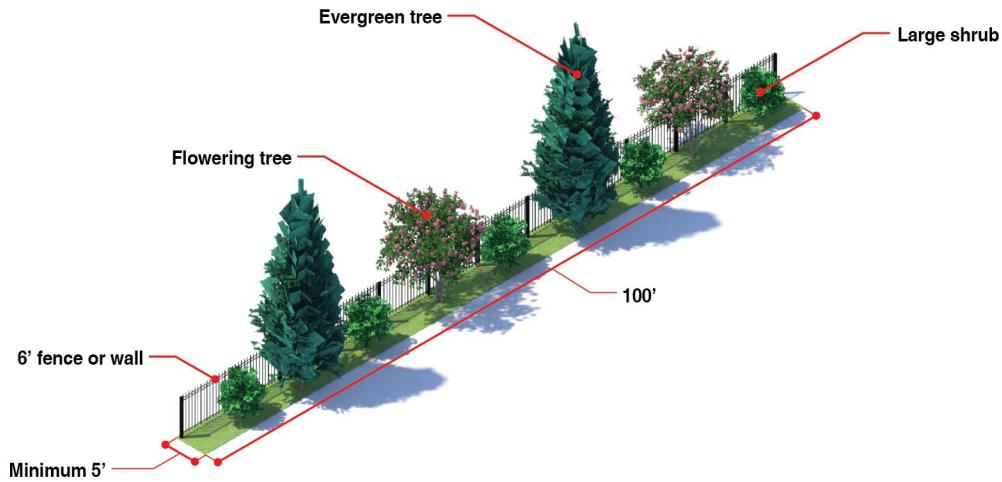 Evergreen tree
Large shrub
Flowering tree
100’
6’ fence or wall
Minimum 5’